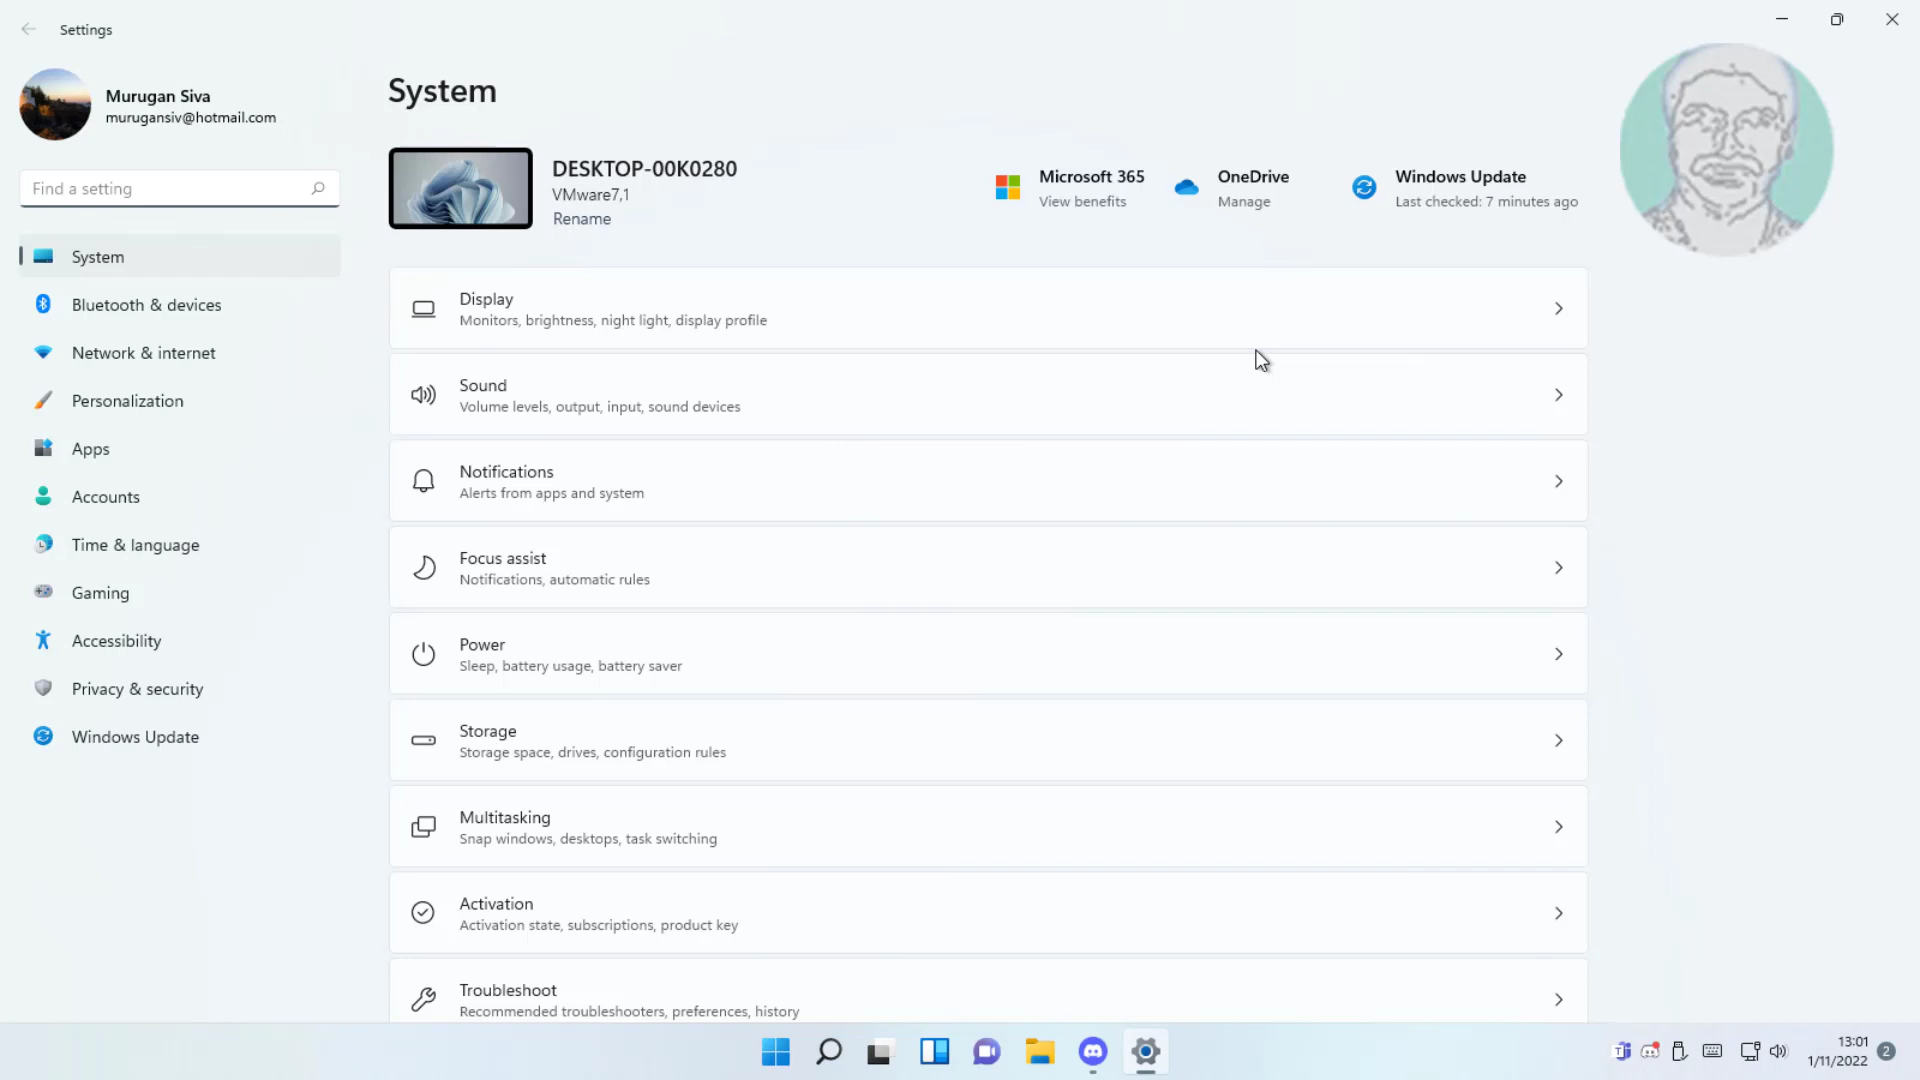 Settings
Murugan Siva
murugansiv@hotmail.com
Find a setting
System
Bluetooth & devices
Network & internet
Personalization
Apps
Accounts
Time & language
Gaming
Accessibility
Privacy & security
Windows Update
System
DESKTOP-00K0280
VMware7,1
Rename
Microsoft 365
View benefits
OneDrive
Manage
Windows Update
Last checked: 7 minutes ago
Display
Monitors, brightness, night light, display profile
Sound
Volume levels, output, input, sound devices
Notifications
Alerts from apps and system
Focus assist
Notifications, automatic rules
Power
Sleep, battery usage, battery saver
Storage
Storage space, drives, configuration rules
Multitasking
Snap windows, desktops, task switching
Activation
Activation state, subscriptions, product key
Troubleshoot
Recommended troubleshooters, preferences, history
13:01
1/11/2022
2